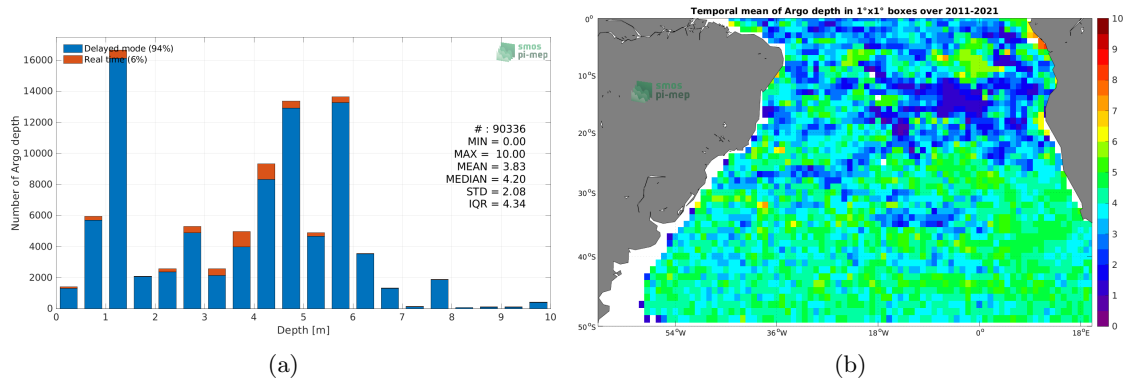 Delayed mode (94%)
Real time (6%)
smos
pi-mep
# : 90336
MIN = 0.00
MAX = 10.00
MEAN = 3.83
MEDIAN = 4.20
STD = 2.08
IQR = 4.34
Number of Argo depth
16000
14000
12000
10000
8000
6000
4000
2000
0
0 1 2 3 4 5 6 7 8 9 10
Depth [m]
(a)
Temporal mean of Argo depth in 1°x1° boxes over 2011-2021
smos
pi-mep
0°
10°S
20°S
30°S
40°S
50°S
54°W 36°W 18°W 0° 18°E
10
9
8
7
6
5
4
3
2
1
0
(b)